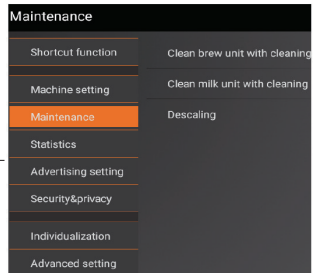 Maintenance
Shortcut function
Machine setting
Maintenance
Statistics
Advertising setting
Security&privacy
Individualization
Advanced setting
Clean brew unit with cleaning
Clean milk unit with cleaning
Descaling